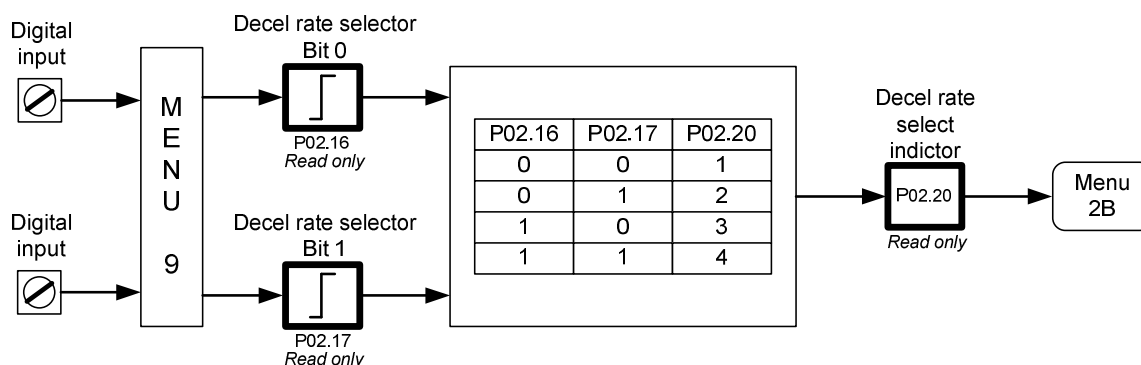 Digital
input
M
E
N
U
9
Decel rate selector
Bit 0
P02.16
Read only
P02.16 P02.17 P02.20
0 0 1
0 1 2
1 0 3
1 1 4
Decel rate
select
indictor
P02.20
Read only
Menu
2B
Digital
input
Decel rate selector
Bit 1
P02.17
Read only